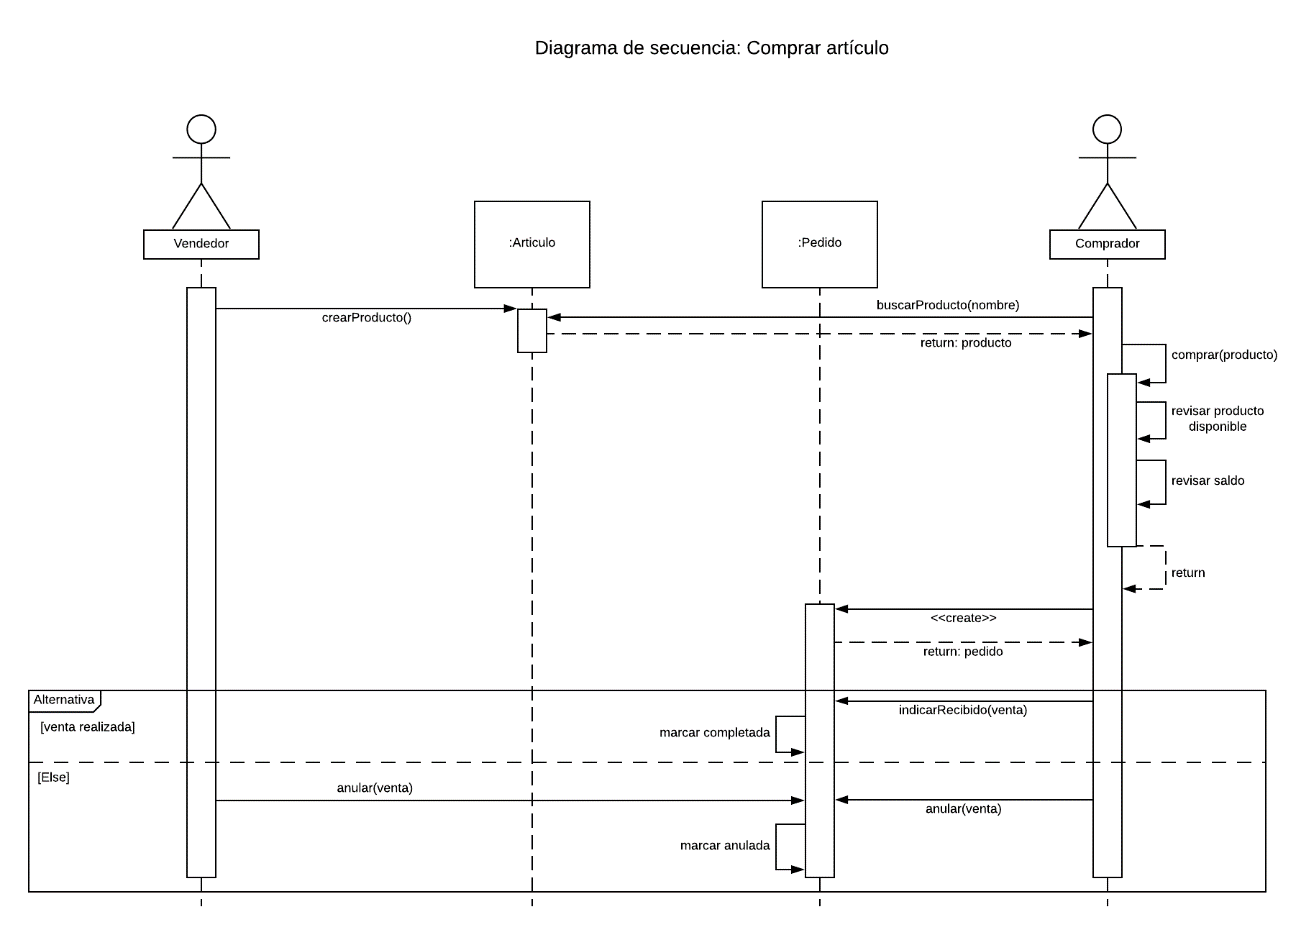 Diagrama de secuencia: Comprar artículo
Vendedor
:Articulo
:Pedido
Comprador
crearProducto()
buscarProducto(nombre)
return: producto
comprar(producto)
revisar producto
disponible
revisar saldo
return
<<create>>
return: pedido
Alternativa
indicarRecibido(venta)
[venta realizada]
marcar completada
[Else]
anular(venta)
anular(venta)
marcar anulada